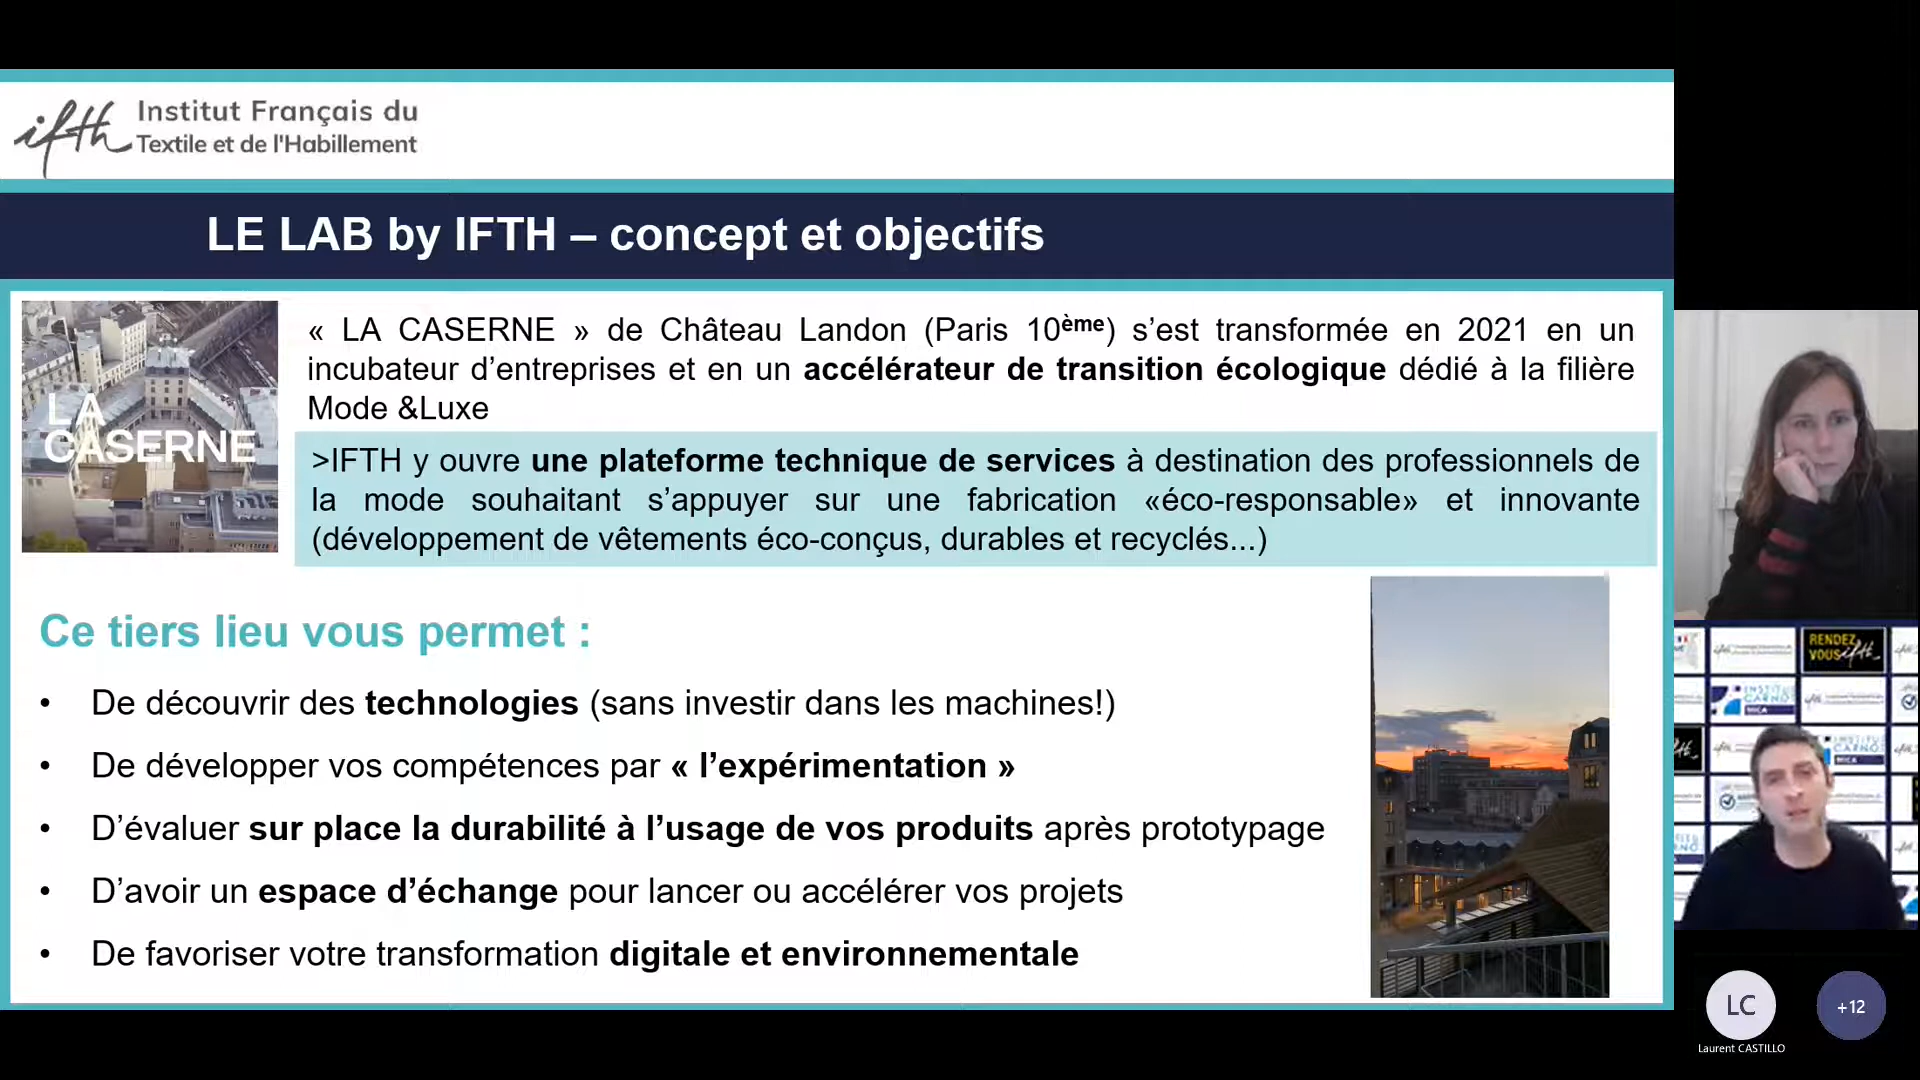 ifth
Institut Français du
Textile et de l'Habillement
LE LAB by IFTH – concept et objectifs
LA
CASERNE
« LA CASERNE » de Château Landon (Paris 10ème) s’est transformée en 2021 en un
incubateur d’entreprises et en un accélérateur de transition écologique dédié à la filière
Mode &Luxe
>IFTH y ouvre une plateforme technique de services à destination des professionnels de
la mode souhaitant s’appuyer sur une fabrication «éco-responsable» et innovante
(développement de vêtements éco-conçus, durables et recyclés...)
Ce tiers lieu vous permet :
• De découvrir des technologies (sans investir dans les machines!)
• De développer vos compétences par « l’expérimentation »
• D’évaluer sur place la durabilité à l’usage de vos produits après prototypage
• D’avoir un espace d’échange pour lancer ou accélérer vos projets
• De favoriser votre transformation digitale et environnementale
RENDEZ
VOUS ifth
MICA
MICA
LC
Laurent CASTILLO
+12